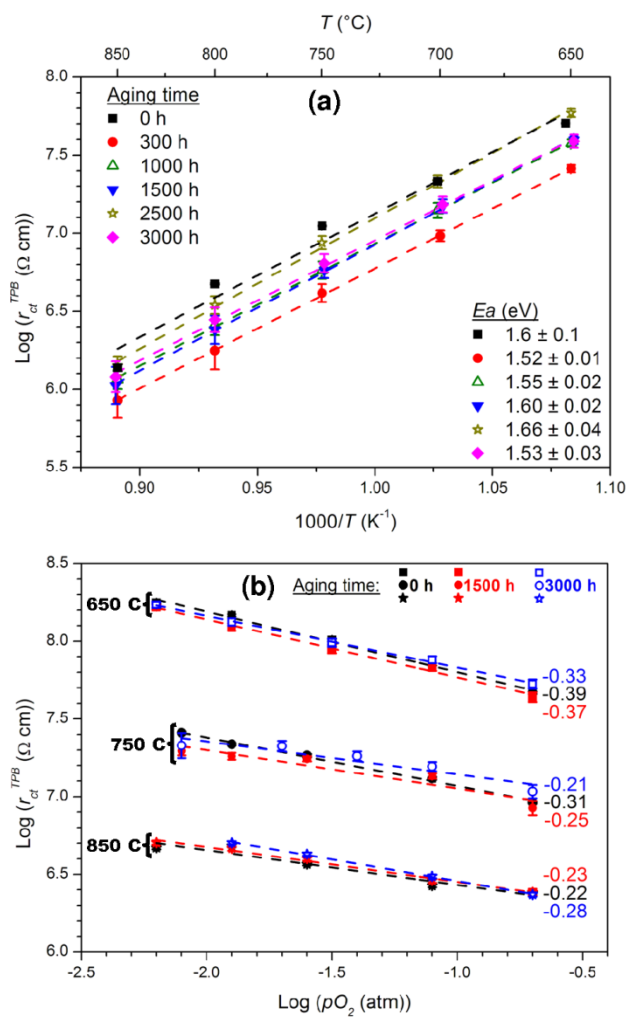 T (°C)
850 800 750 700 650
8.0
7.5
7.0
6.5
6.0
5.5
Log (r_ct^TPB (Ω cm))
(a)
Aging time
0 h
300 h
1000 h
1500 h
2500 h
3000 h
Ea (eV)
1.6 ± 0.1
1.52 ± 0.01
1.55 ± 0.02
1.60 ± 0.02
1.66 ± 0.04
1.53 ± 0.03
0.90 0.95 1.00 1.05 1.10
1000/T (K⁻¹)
8.5
8.0
7.5
7.0
6.5
6.0
Log (r_ct^TPB (Ω cm))
(b)
Aging time: 0 h 1500 h 3000 h
650 C
-0.33
-0.39
-0.37
750 C
-0.21
-0.31
-0.25
850 C
-0.23
-0.22
-0.28
-2.5 -2.0 -1.5 -1.0 -0.5
Log (pO₂ (atm))